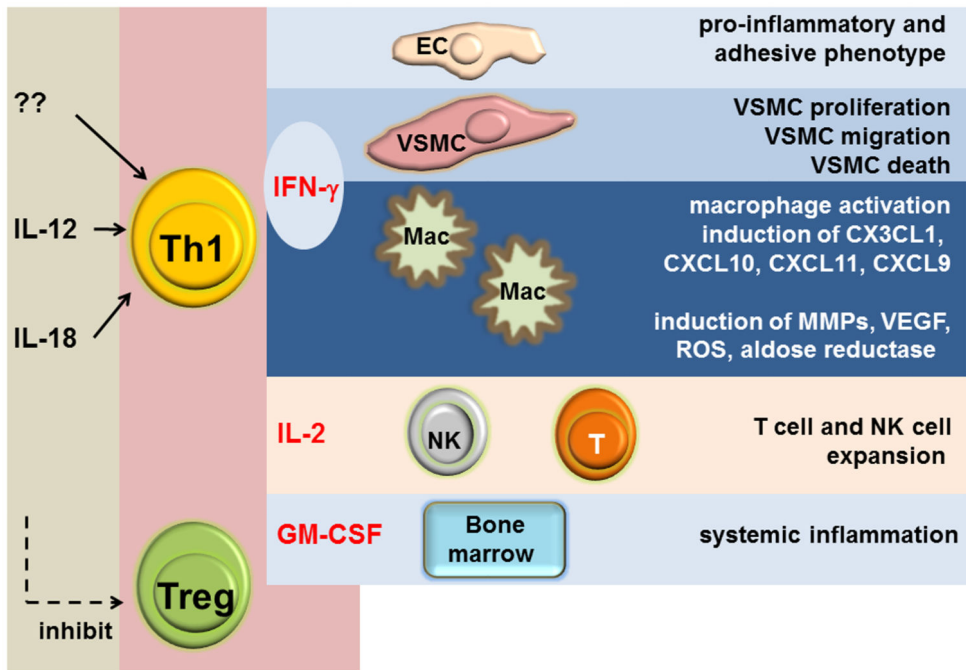 ??
IL-12
IL-18
Th1
inhibit
Treg
IFN-γ
EC
pro-inflammatory and
adhesive phenotype
VSMC
VSMC proliferation
VSMC migration
VSMC death
Mac
Mac
macrophage activation
induction of CX3CL1,
CXCL10, CXCL11, CXCL9
induction of MMPs, VEGF,
ROS, aldose reductase
IL-2
NK
T
T cell and NK cell
expansion
GM-CSF
Bone
marrow
systemic inflammation